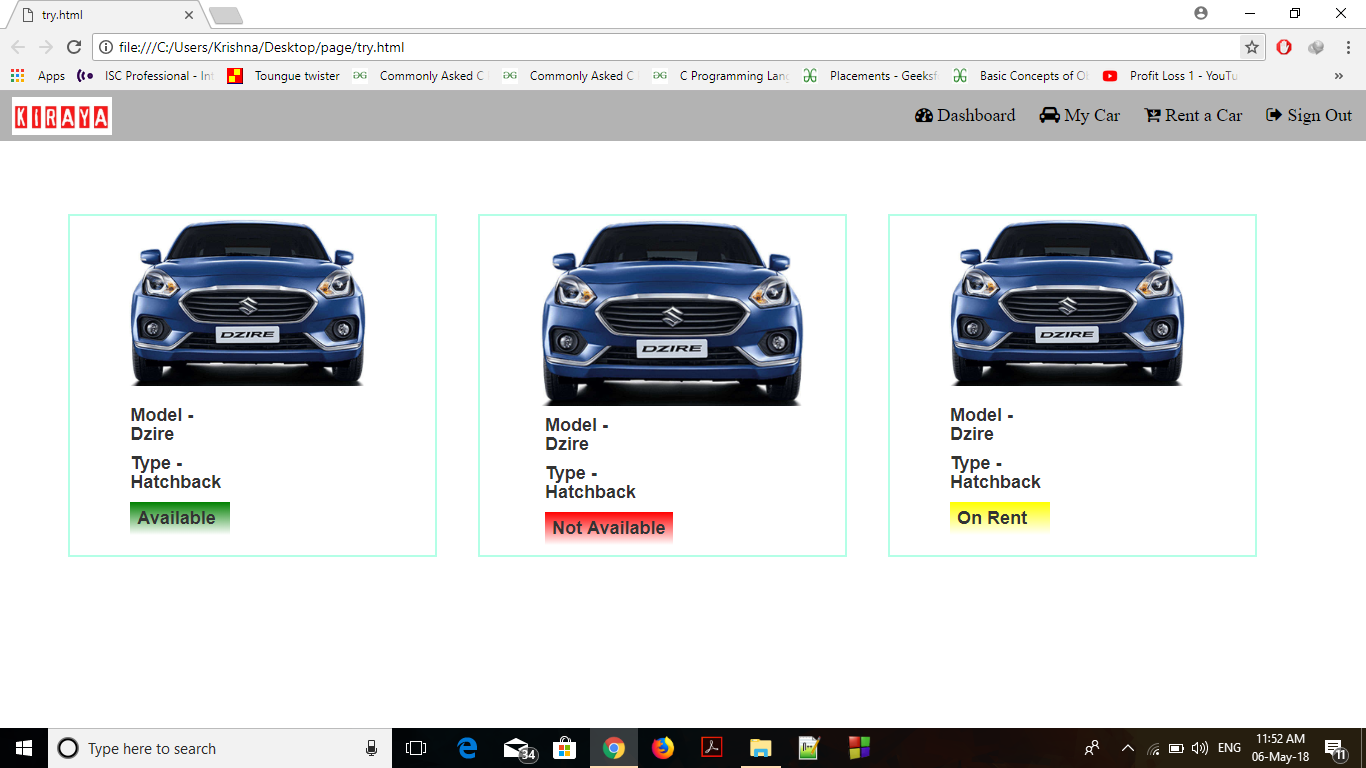 try.html
file:///C:/Users/Krishna/Desktop/page/try.html
Apps ISC Professional - Int Toungue twister Commonly Asked C Commonly Asked C C Programming Lang Placements - Geeksf Basic Concepts of O Profit Loss 1 - YouTu »
KIRAYA Dashboard My Car Rent a Car Sign Out
DZIRE DZIRE DZIRE
Model -
Dzire
Type -
Hatchback
Available
Model -
Dzire
Type -
Hatchback
Not Available
Model -
Dzire
Type -
Hatchback
On Rent
Type here to search 34 ENG 11:52 AM
06-May-18 11